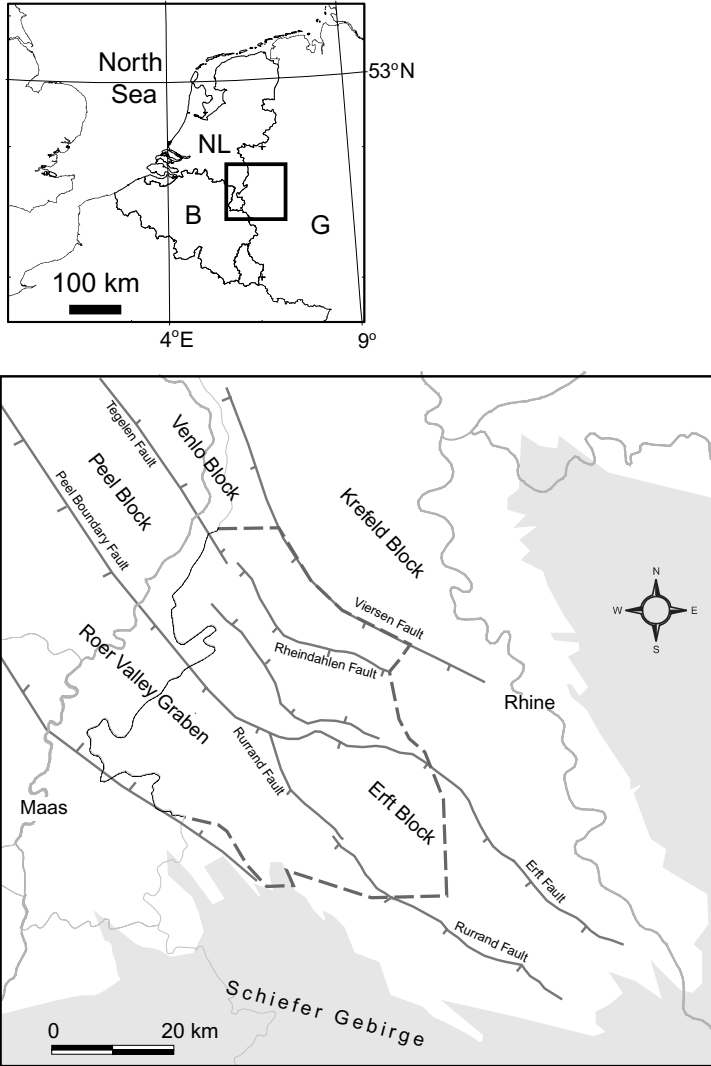 North
Sea
53°N
NL
B
G
100 km
4°E
9°
Tegelen Fault
Venlo Block
Peel Block
Peel Boundary Fault
Krefeld Block
N
W
E
S
Viersen Fault
Rheindahlen Fault
Roer Valley Graben
Rhine
Rurrand Fault
Erft Block
Maas
Erft Fault
Rurrand Fault
Schiefer Gebirge
0
20 km